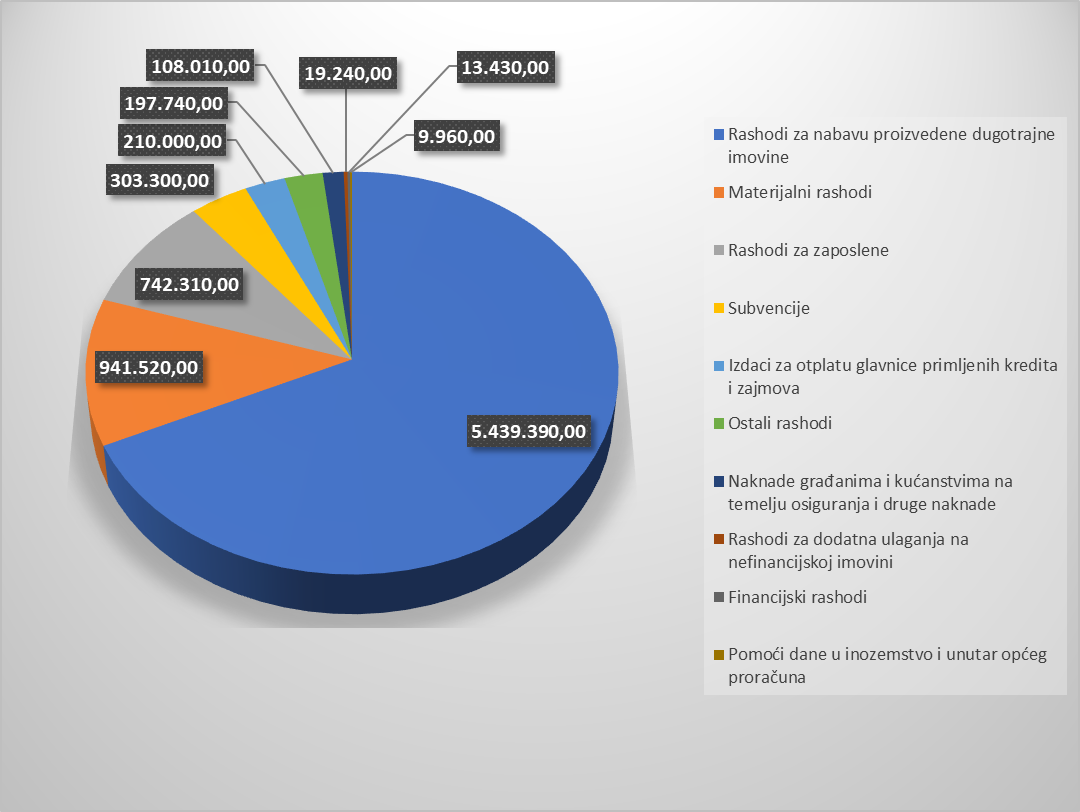 108.010,00
19.240,00
13.430,00
197.740,00
210.000,00
9.960,00
303.300,00
742.310,00
941.520,00
5.439.390,00
Rashodi za nabavu proizvedene dugotrajne
imovine
Materijalni rashodi
Rashodi za zaposlene
Subvencije
Izdaci za otplatu glavnice primljenih kredita
i zajmova
Ostali rashodi
Naknade građanima i kućanstvima na
temelju osiguranja i druge naknade
Rashodi za dodatna ulaganja na
nefinancijskoj imovini
Financijski rashodi
Pomoći dane u inozemstvo i unutar općeg
proračuna